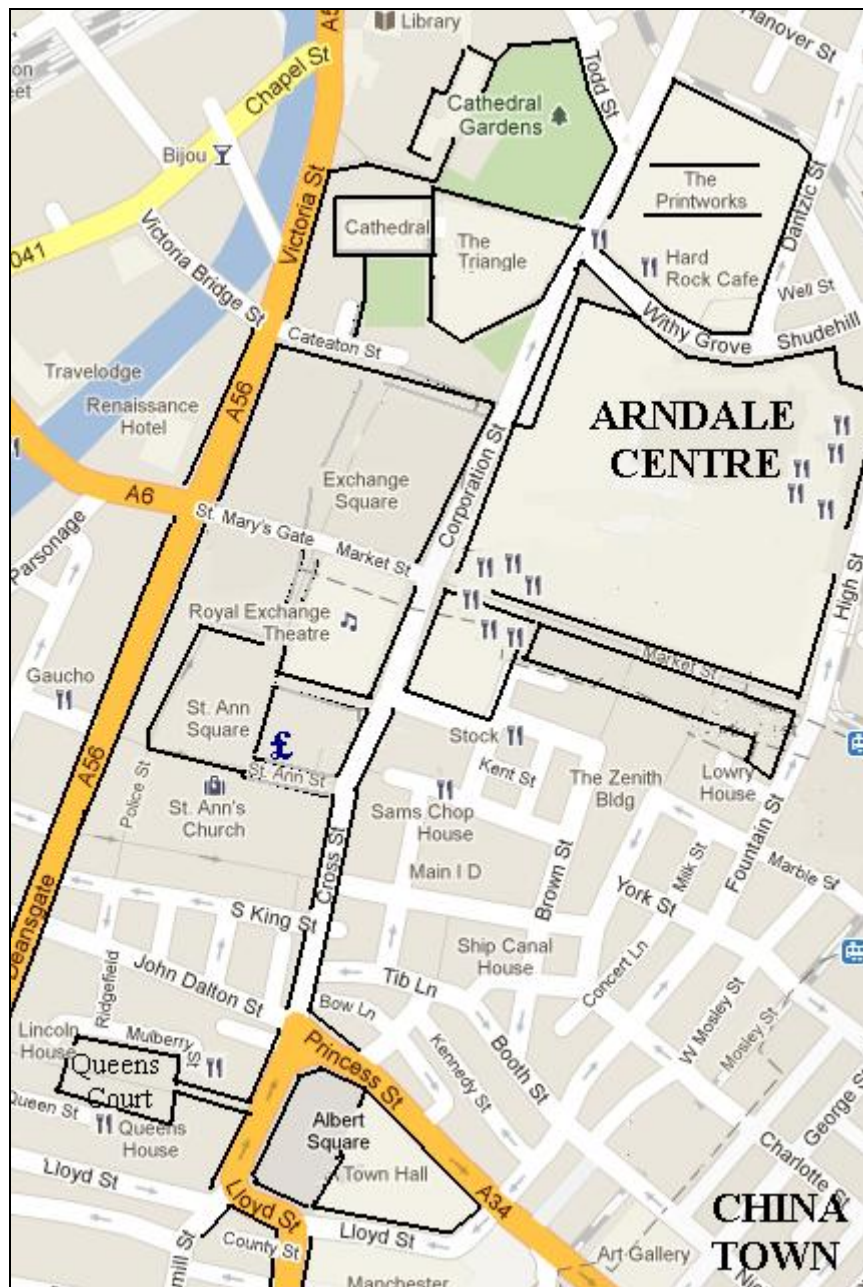 Library
A5
Hanover St
Todd St
Chapel St
Cathedral
Gardens
Bijou
Victoria St
The
Printworks
Dantzic St
Victoria Bridge St
041
Cathedral
The
Triangle
Hard
Rock Cafe
Well St
Withy Grove
Shudehill
Cateaton St
Travelodge
Renaissance
Hotel
A56
ARNDALE
CENTRE
Corporation St
Exchange
Square
A6
St. Mary's Gate
Market St
Parsonage
High St
Royal Exchange
Theatre
Market St
Gaucho
St. Ann
Square
£
Stock
St. Ann St
Kent St
A56
Police St
St. Ann's
Church
Sams Chop
House
The Zenith
Bldg
Lowry
House
Fountain St
Cross St
Main I D
Brown St
Milk St
Marble St
York St
Deansgate
S King St
Ship Canal
House
Concert Ln
John Dalton St
Tib Ln
Ridgefield
Bow Ln
W Mosley St
Mosley St
Lincoln
House
Mulberry St
Princess St
Kennedy St
Booth St
Queens
Court
George St
Queen St
Queens
House
Albert
Square
Charlotte St
Lloyd St
Town Hall
A34
Lloyd St
Lloyd St
CHINA
TOWN
County St
mill St
Art Gallery
Manchester